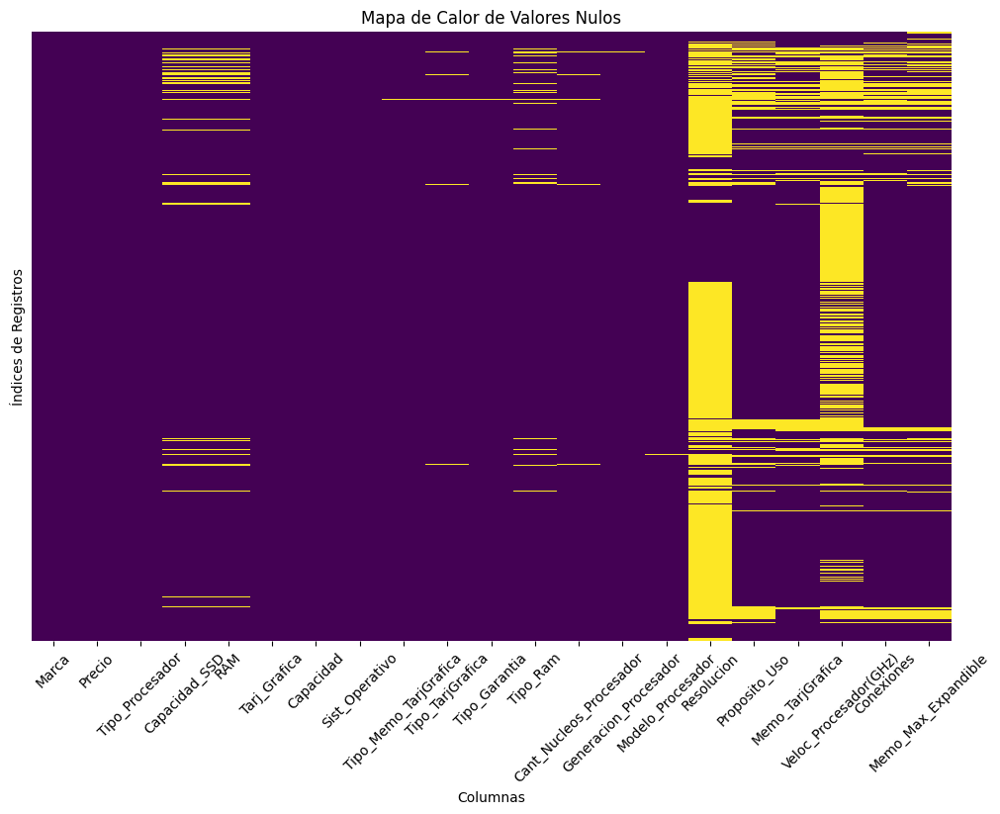 Mapa de Calor de Valores Nulos
Índices de Registros
Marca
Precio
Tipo_Procesador
Capacidad_SSD
RAM
Tarj_Grafica
Capacidad
Sist_Operativo
Tipo_Memo_TarjGrafica
Tipo_TarjGrafica
Tipo_Garantia
Tipo_Ram
Cant_Nucleos_Procesador
Generacion_Procesador
Modelo_Procesador
Resolucion
Proposito_Uso
Memo_TarjGrafica
Veloc_Procesador(GHz)
Conexiones
Memo_Max_Expandible
Columnas